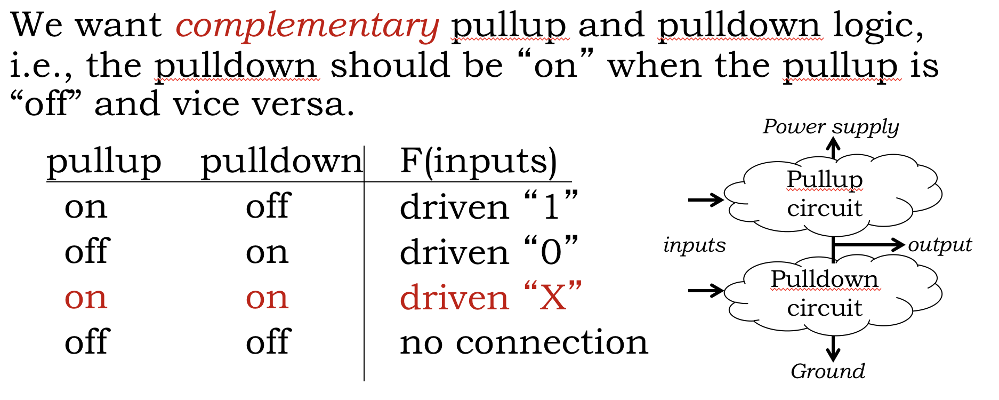 We want complementary pullup and pulldown logic,
i.e., the pulldown should be “on” when the pullup is
“off” and vice versa.
pullup pulldown F(inputs)
on off driven “1”
off on driven “0”
on on driven “X”
off off no connection
Power supply
Pullup
circuit
inputs
output
Pulldown
circuit
Ground